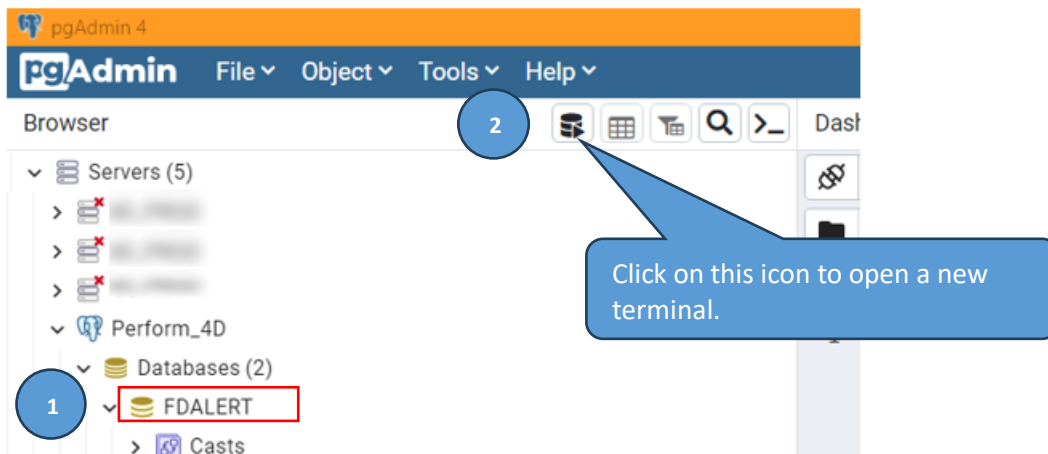 pgAdmin 4
pgAdmin File Object Tools Help
Browser
2
>_
Dash
Servers (5)
Click on this icon to open a new
terminal.
Perform_4D
Databases (2)
1
FDALERT
Casts